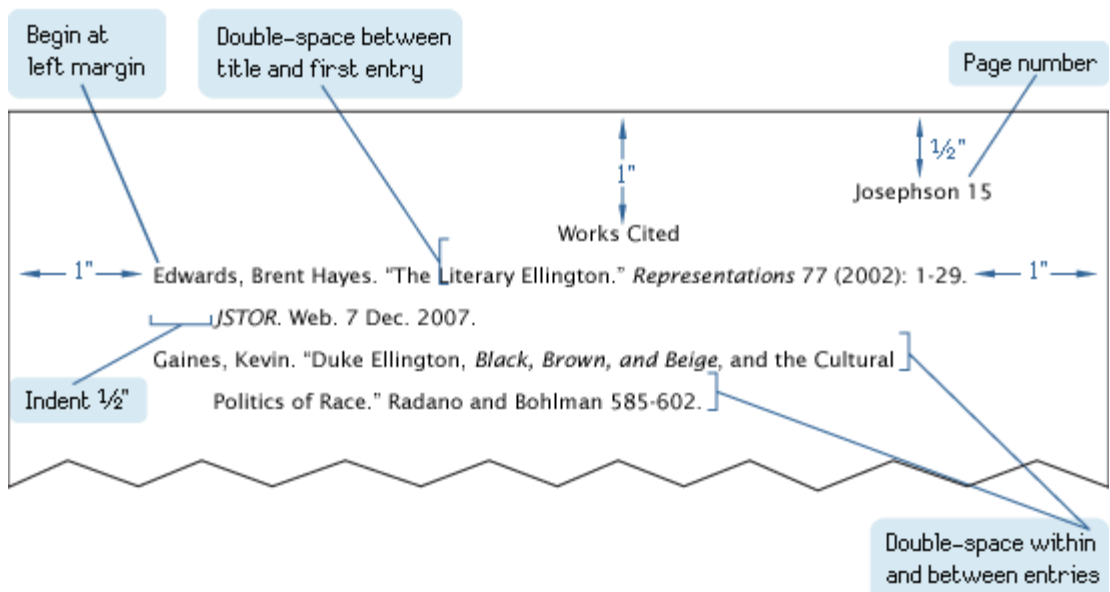 Begin at
left margin
Double-space between
title and first entry
Page number
1"
½"
Josephson 15
Works Cited
1"
Edwards, Brent Hayes. “The Literary Ellington.” Representations 77 (2002): 1-29.
1"
JSTOR. Web. 7 Dec. 2007.
Gaines, Kevin. “Duke Ellington, Black, Brown, and Beige, and the Cultural
Indent ½"
Politics of Race.” Radano and Bohlman 585-602.
Double-space within
and between entries